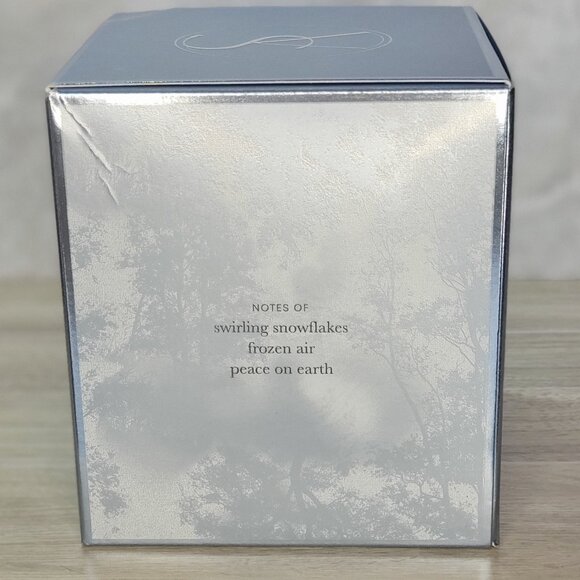 NOTES OF
swirling snowflakes
frozen air
peace on earth